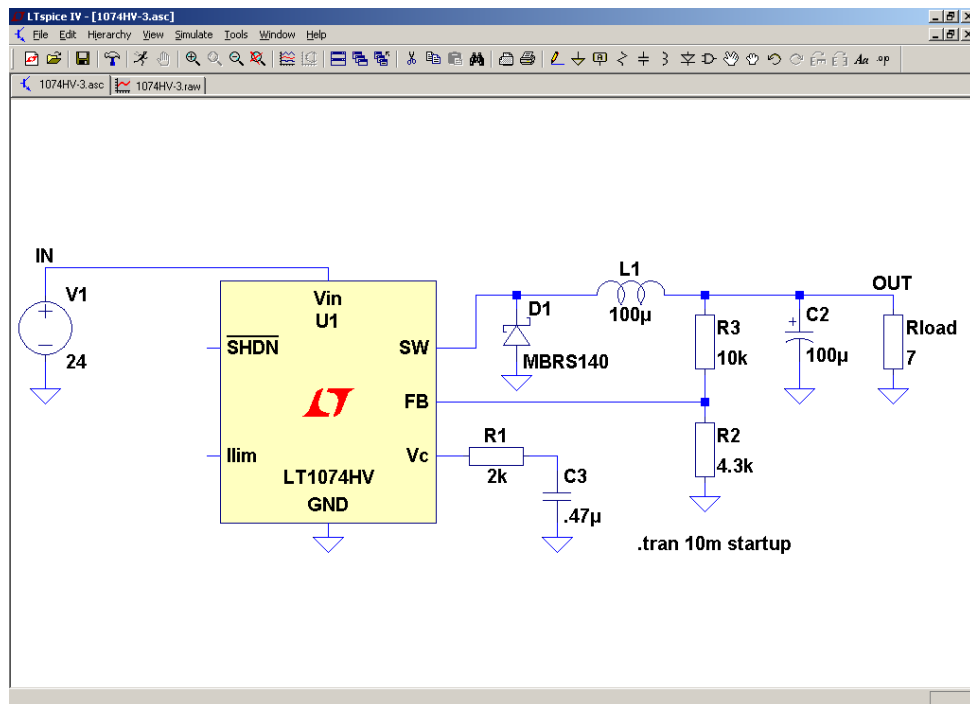 LTspice IV - [1074HV-3.asc]
File Edit Hierarchy View Simulate Tools Window Help
Aa .op
1074HV-3.asc 1074HV-3.raw
IN
V1
24
Vin
U1
SHDN
SW
FB
Ilim
Vc
LT1074HV
GND
D1
MBRS140
L1
100µ
R3
10k
C2
100µ
OUT
Rload
7
R1
2k
C3
.47µ
R2
4.3k
.tran 10m startup